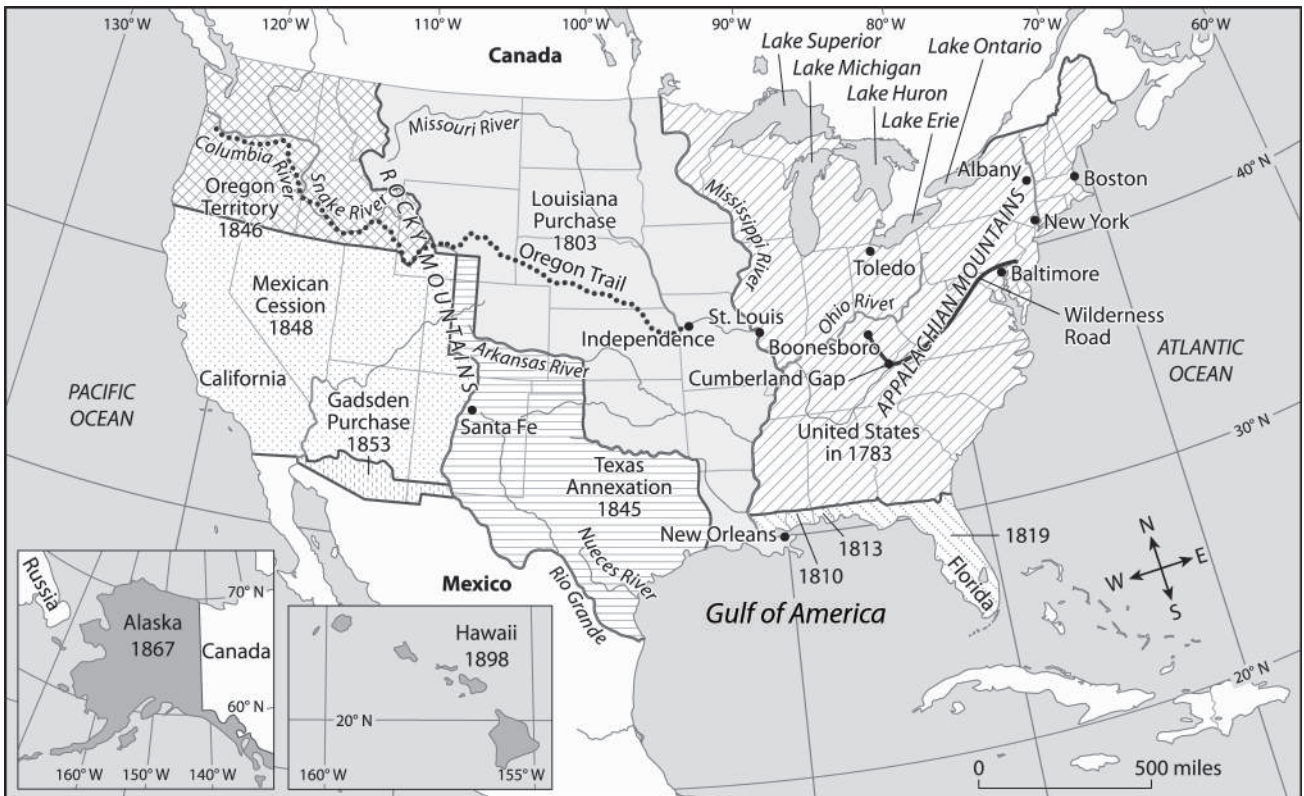 130°W
120°W
110°W
100°W
90°W
80°W
70°W
60°W
Canada
Lake Superior
Lake Michigan
Lake Ontario
Lake Huron
Lake Erie
Missouri River
Columbia
River
Snake River
Oregon
Territory
1846
ROCKY MOUNTAINS
Louisiana
Purchase
1803
Oregon Trail
Mississippi River
Albany
Boston
New York
Toledo
Baltimore
APPALACHIAN MOUNTAINS
Wilderness
Road
40° N
Mexican
Cession
1848
St. Louis
Independence
Ohio River
Boonesboro
Cumberland Gap
Arkansas River
California
PACIFIC
OCEAN
ATLANTIC
OCEAN
Gadsden
Purchase
1853
Santa Fe
United States
in 1783
30° N
Texas
Annexation
1845
New Orleans
1810
1813
1819
Florida
N
W
E
S
Nueces River
Rio Grande
Mexico
Gulf of America
20° N
Russia
Alaska
1867
Canada
70°N
60°N
160°W
150°W
140°W
Hawaii
1898
20° N
160°W
155°W
0
500 miles